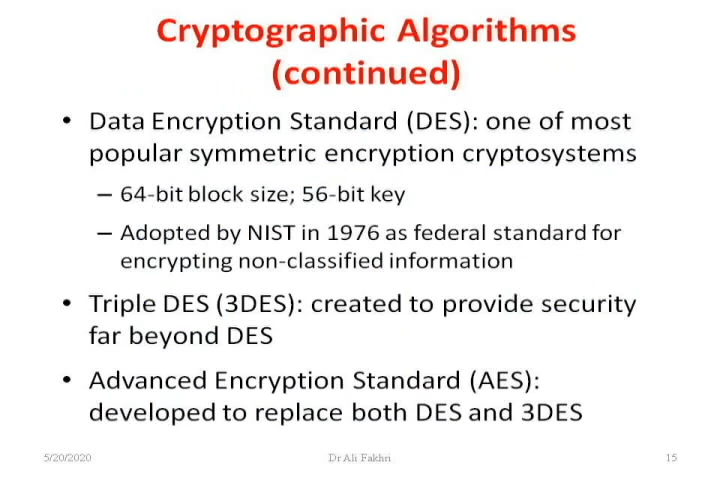 Cryptographic Algorithms
(continued)
• Data Encryption Standard (DES): one of most
popular symmetric encryption cryptosystems
– 64-bit block size; 56-bit key
– Adopted by NIST in 1976 as federal standard for
encrypting non-classified information
• Triple DES (3DES): created to provide security
far beyond DES
• Advanced Encryption Standard (AES):
developed to replace both DES and 3DES
5/20/2020 Dr Ali Fakhri 15